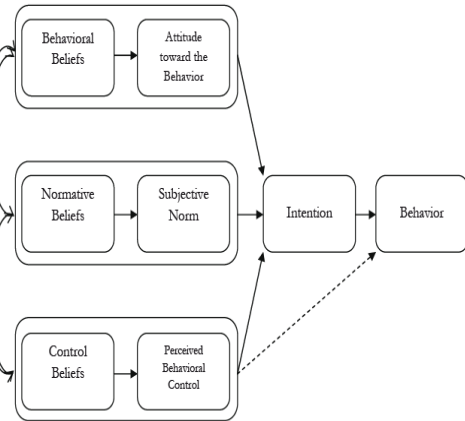 Behavioral
Beliefs
Attitude
toward the
Behavior
Normative
Beliefs
Subjective
Norm
Intention
Behavior
Control
Beliefs
Perceived
Behavioral
Control